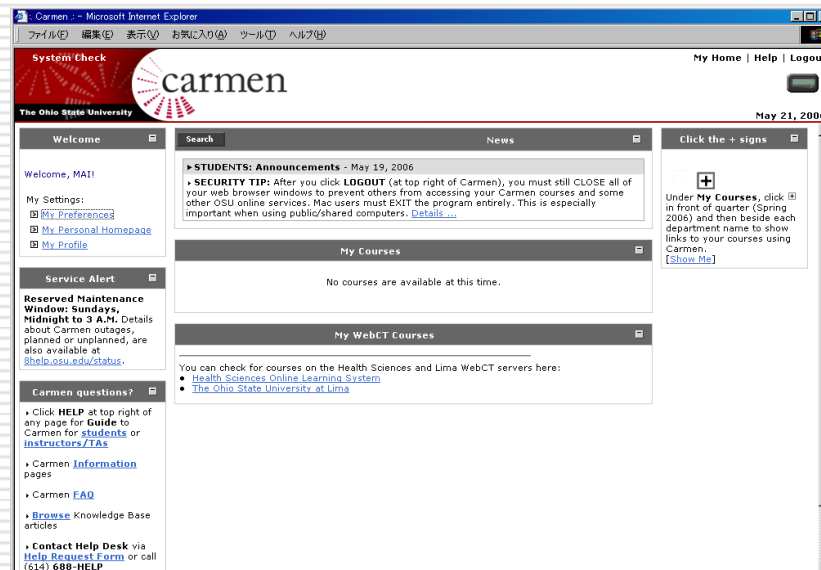 :. Carmen .: - Microsoft Internet Explorer
ファイル(F) 編集(E) 表示(V) お気に入り(A) ツール(T) ヘルプ(H)
System Check
My Home | Help | Logou
carmen
The Ohio State University
May 21, 200
Welcome
Welcome, MAI!
My Settings:
My Preferences
My Personal Homepage
My Profile
Service Alert
Reserved Maintenance
Window: Sundays,
Midnight to 3 A.M. Details
about Carmen outages,
planned or unplanned, are
also available at
8help.osu.edu/status.
Carmen questions?
Click HELP at top right of
any page for Guide to
Carmen for students or
instructors/TAs
Carmen Information
pages
Carmen FAQ
Browse Knowledge Base
articles
Contact Help Desk via
Help Request Form or call
(614) 688-HELP
Search
News
STUDENTS: Announcements - May 19, 2006
SECURITY TIP: After you click LOGOUT (at top right of Carmen), you must still CLOSE all of
your web browser windows to prevent others from accessing your Carmen courses and some
other OSU online services. Mac users must EXIT the program entirely. This is especially
important when using public/shared computers. Details ...
My Courses
No courses are available at this time.
My WebCT Courses
You can check for courses on the Health Sciences and Lima WebCT servers here:
• Health Sciences Online Learning System
• The Ohio State University at Lima
Click the + signs
Under My Courses, click +
in front of quarter (Spring
2006) and then beside each
department name to show
links to your courses using
Carmen.
[Show Me]